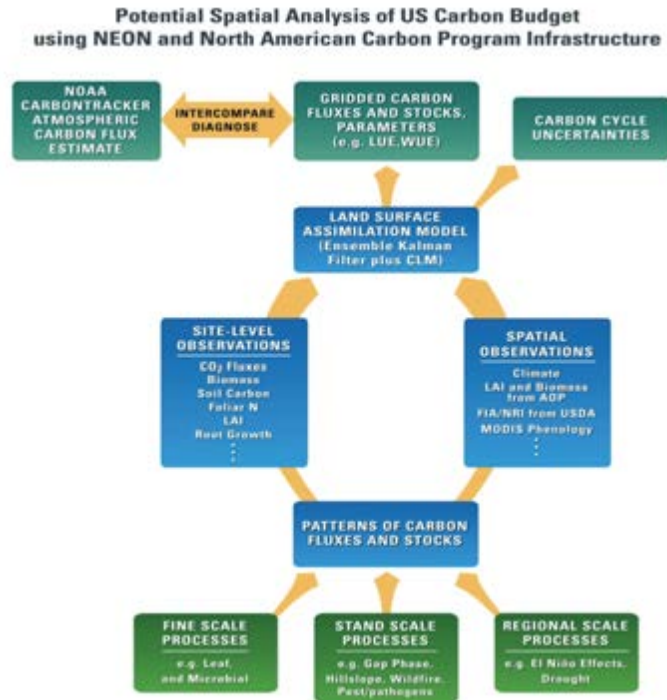 Potential Spatial Analysis of US Carbon Budget
using NEON and North American Carbon Program Infrastructure
NOAA
CARBONTRACKER
ATMOSPHERIC
CARBON FLUX
ESTIMATE
INTERCOMPARE
DIAGNOSE
GRIDDED CARBON
FLUXES AND STOCKS,
PARAMETERS
(e.g. LUE,WUE)
CARBON CYCLE
UNCERTAINTIES
LAND SURFACE
ASSIMILATION MODEL
(Ensemble Kalman
Filter plus CLM)
SITE-LEVEL
OBSERVATIONS
CO₂ Fluxes
Biomass
Soil Carbon
Foliar N
LAI
Root Growth
SPATIAL
OBSERVATIONS
Climate
LAI and Biomass
from AOP
FIA/NRI from USDA
MODIS Phenology
PATTERNS OF CARBON
FLUXES AND STOCKS
FINE SCALE
PROCESSES
e.g. Leaf,
and Microbial
STAND SCALE
PROCESSES
e.g. Gap Phase,
Hillslope, Wildfire,
Pest/pathogens
REGIONAL SCALE
PROCESSES
e.g. El Niño Effects,
Drought